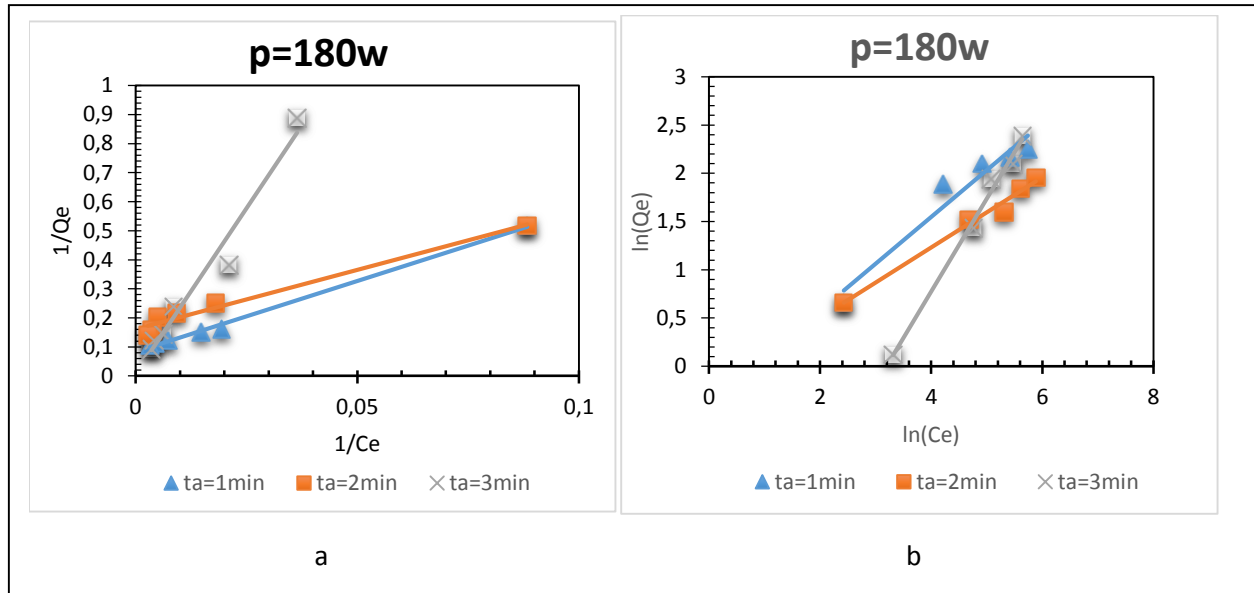 p=180w
1/Qe
1
0,9
0,8
0,7
0,6
0,5
0,4
0,3
0,2
0,1
0
0 0,05 0,1
1/Ce
ta=1min ta=2min ta=3min
a
p=180w
ln(Qe)
3
2,5
2
1,5
1
0,5
0
0 2 4 6 8
ln(Ce)
ta=1min ta=2min ta=3min
b